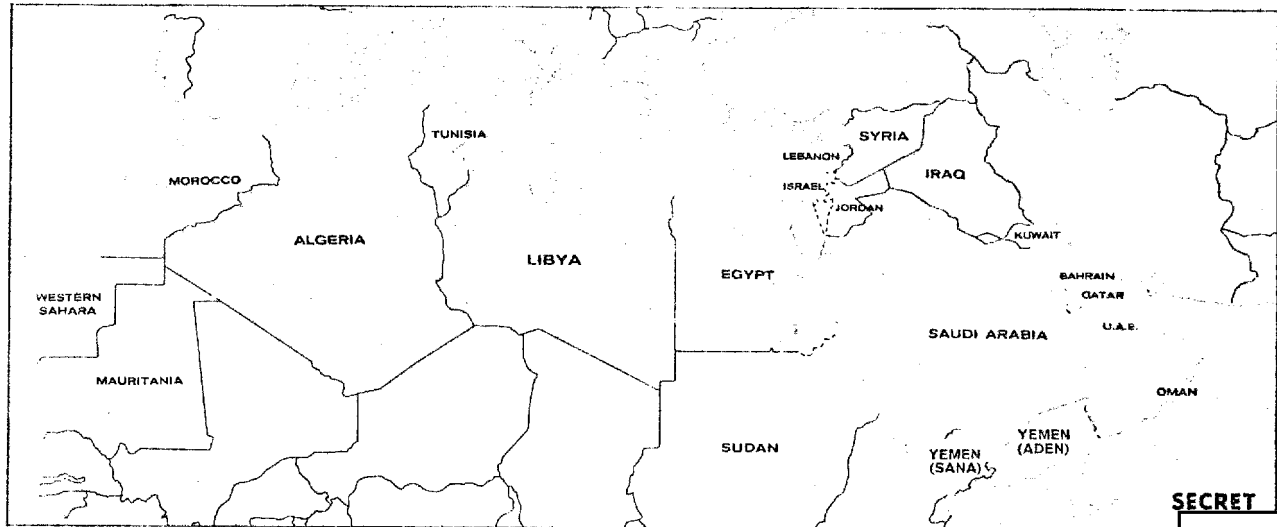 TUNISIA
SYRIA
LEBANON
MOROCCO
IRAQ
ISRAEL
JORDAN
ALGERIA
KUWAIT
LIBYA
EGYPT
BAHRAIN
QATAR
WESTERN
SAHARA
U.A.E.
SAUDI ARABIA
MAURITANIA
OMAN
YEMEN
(ADEN)
SUDAN
YEMEN
(SANA)
SECRET